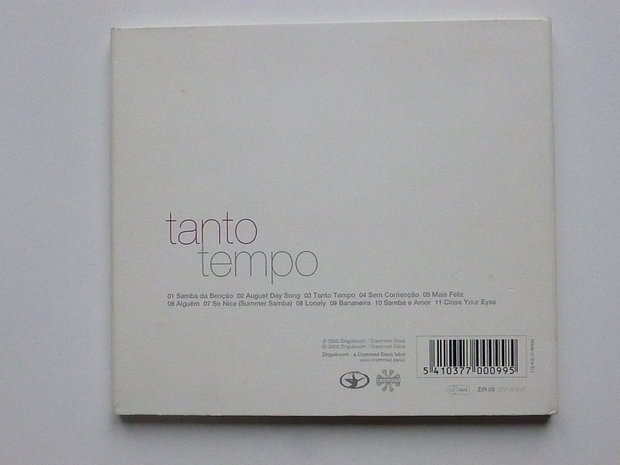 tanto
tempo
01 Samba da Benção 02 August Day Song 03 Tanto Tempo 04 Sem Contenção 05 Mais Feliz
06 Alguém 07 So Nice (Summer Samba) 08 Lonely 09 Bananeira 10 Samba e Amor 11 Close Your Eyes
℗ 2000 Ziriguiboom / Crammed Discs
© 2000 Ziriguiboom / Crammed Discs
Ziriguiboom - a Crammed Discs label
www.crammed.be
5 410377 000995
Made in the EU
ZIR 06